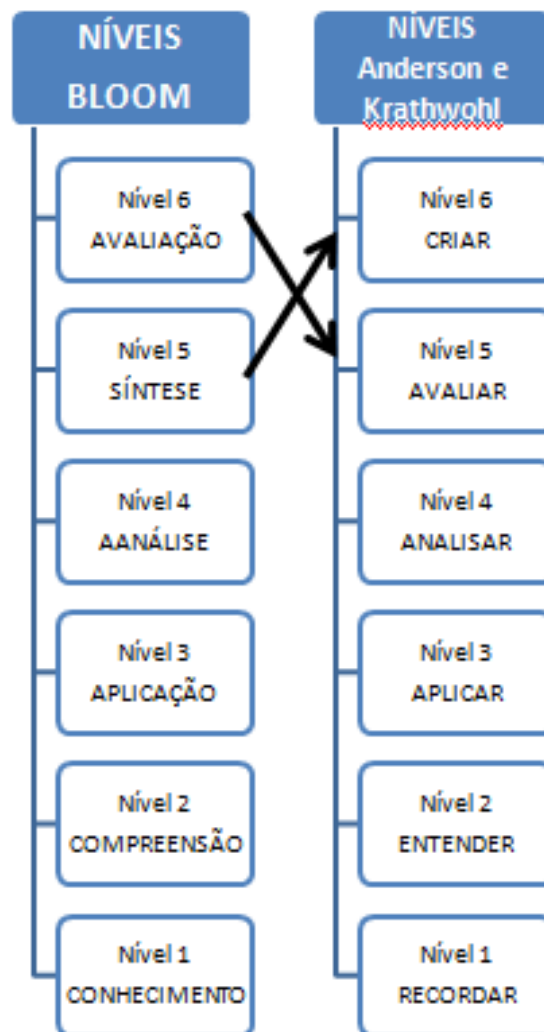 NÍVEIS
BLOOM
Nível 6
AVALIAÇÃO
Nível 5
SÍNTESE
Nível 4
AANÁLISE
Nível 3
APLICAÇÃO
Nível 2
COMPREENSÃO
Nível 1
CONHECIMENTO
NÍVEIS
Anderson e
Krathwohl
Nível 6
CRIAR
Nível 5
AVALIAR
Nível 4
ANALISAR
Nível 3
APLICAR
Nível 2
ENTENDER
Nível 1
RECORDAR